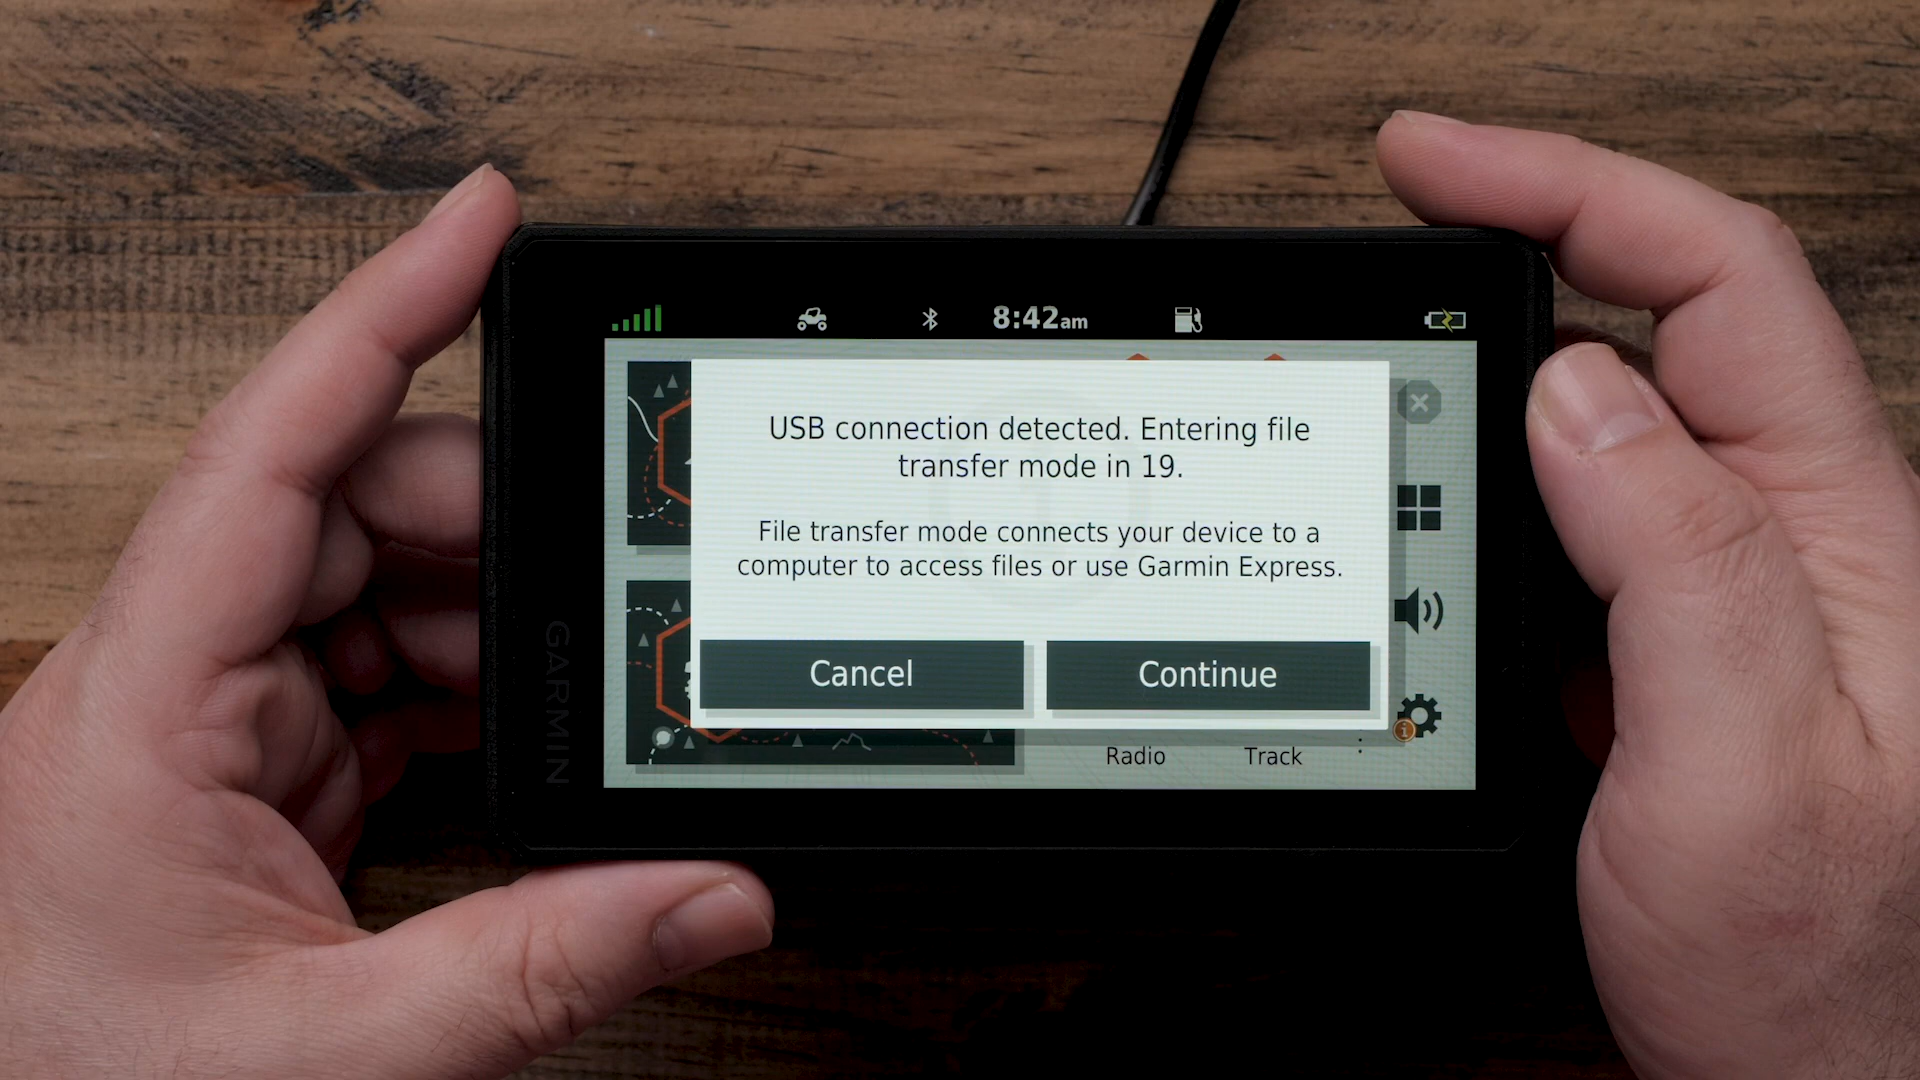 8:42am
USB connection detected. Entering file
transfer mode in 19.
File transfer mode connects your device to a
computer to access files or use Garmin Express.
Cancel
Continue
Radio
Track
GARMIN